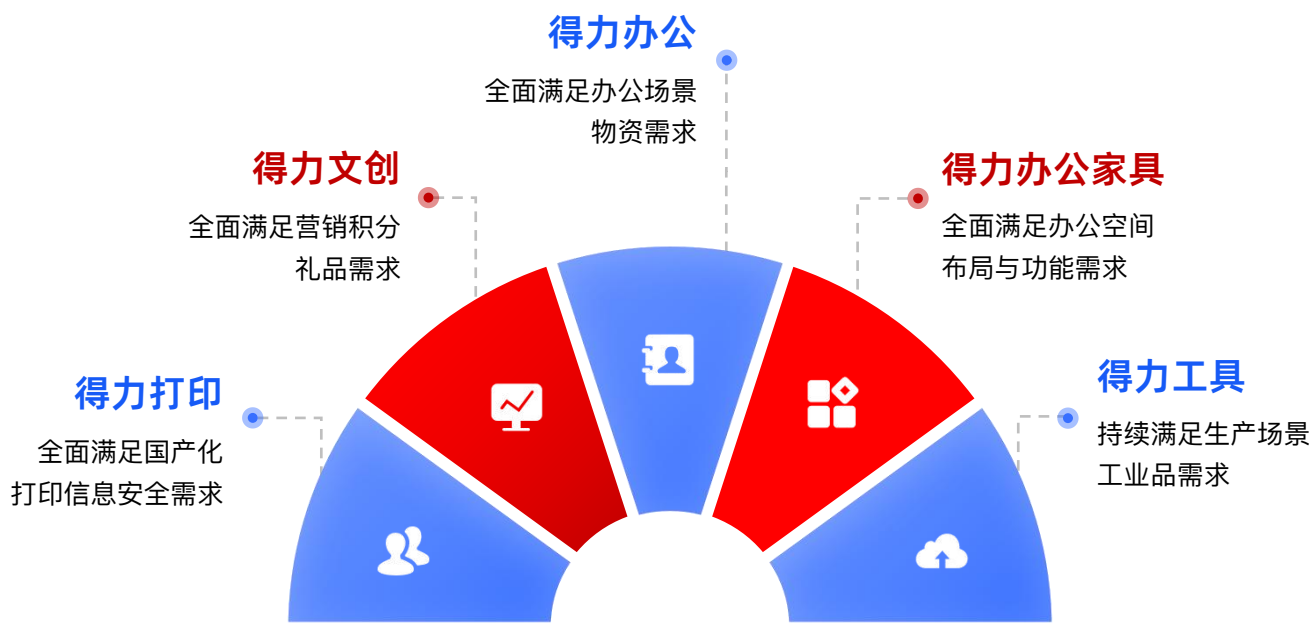 得力办公
全面满足办公场景
物资需求
得力文创
全面满足营销积分
礼品需求
得力办公家具
全面满足办公空间
布局与功能需求
得力打印
全面满足国产化
打印信息安全需求
得力工具
持续满足生产场景
工业品需求